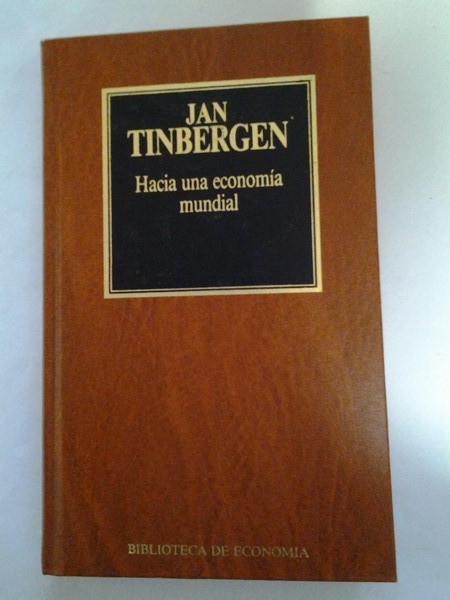 JAN
TINBERGEN
Hacia una economía
mundial
BIBLIOTECA DE ECONOMIA